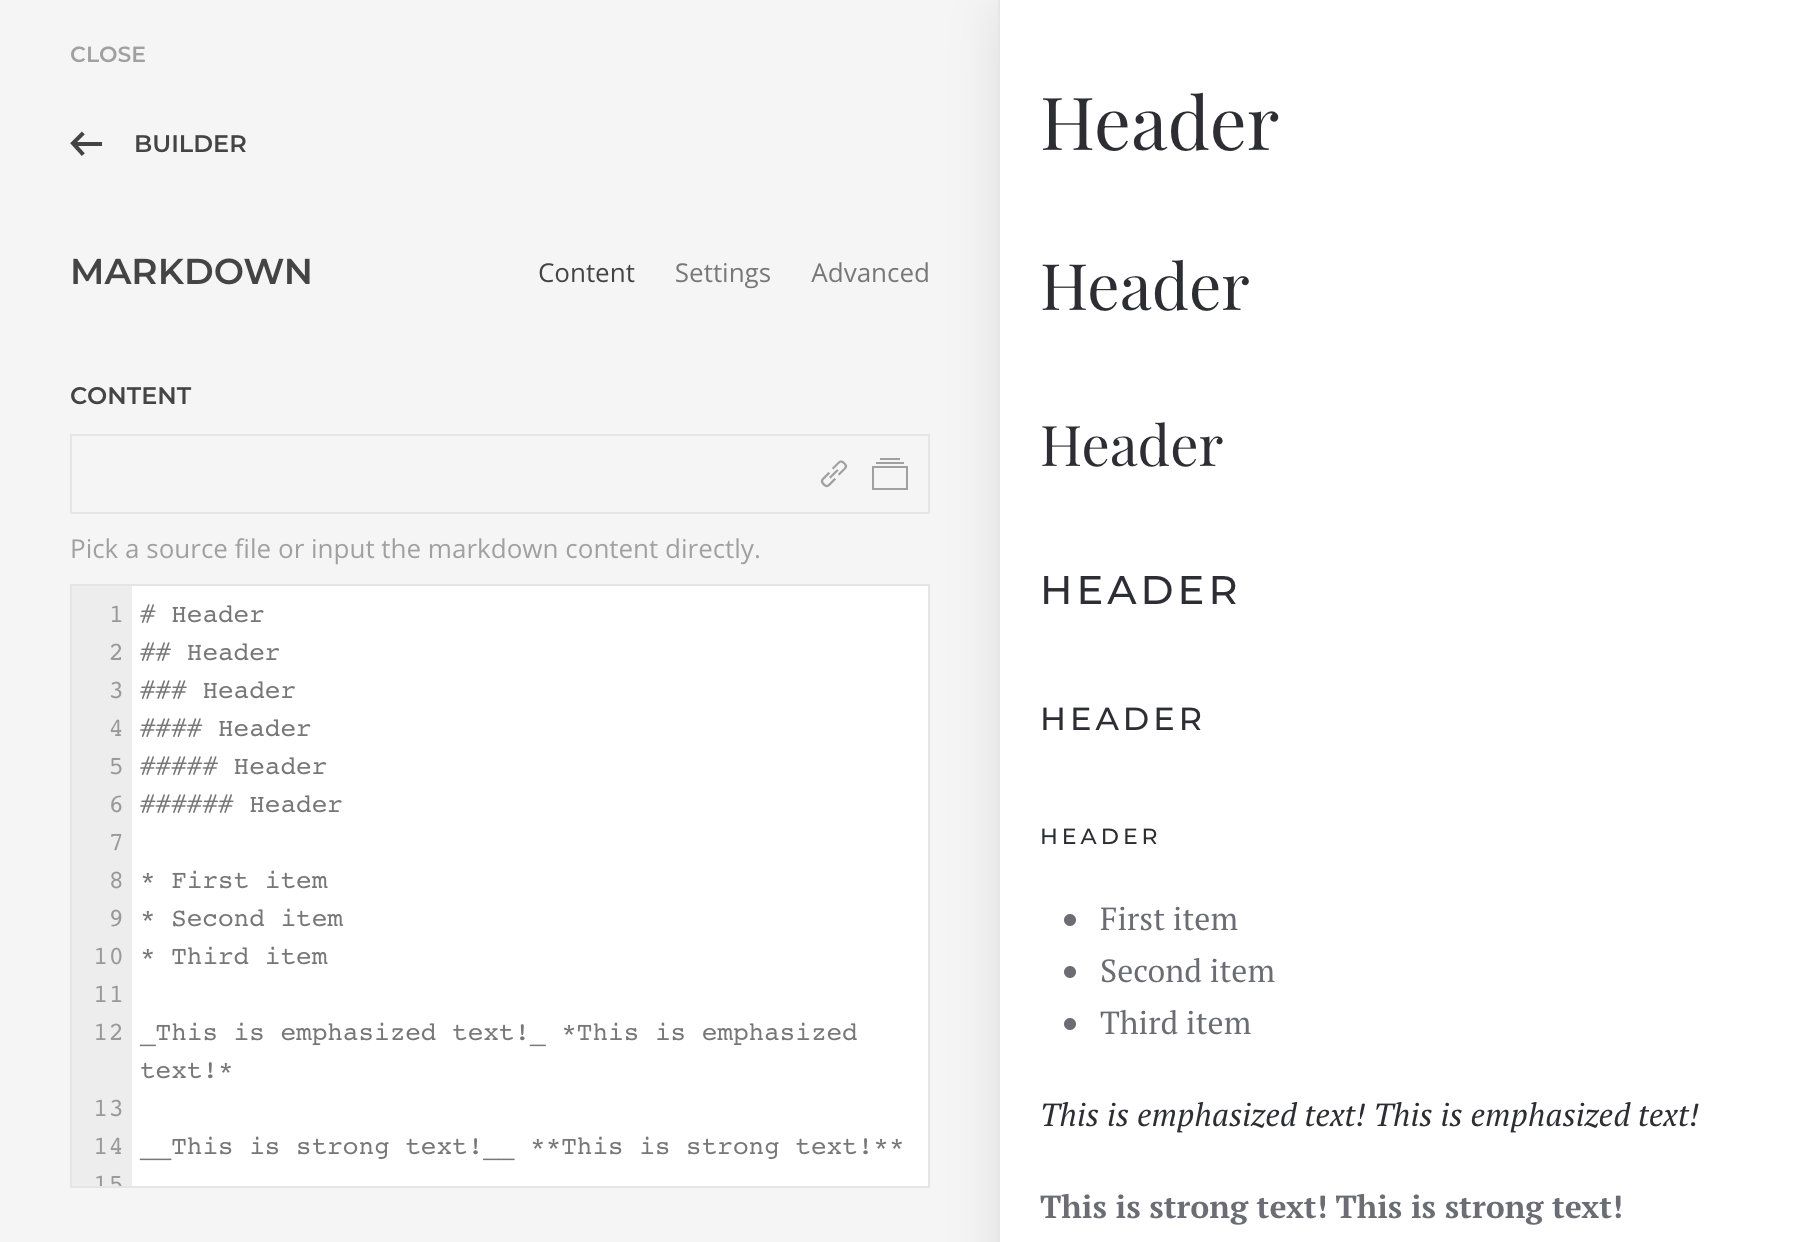 CLOSE
BUILDER
MARKDOWN Content Settings Advanced
CONTENT
Pick a source file or input the markdown content directly.
1 # Header
2 ## Header
3 ### Header
4 #### Header
5 ##### Header
6 ###### Header
7
8 * First item
9 * Second item
10 * Third item
11
12 _This is emphasized text!_ *This is emphasized
text!*
13
14 __This is strong text!__ **This is strong text!**
15
Header
Header
Header
HEADER
HEADER
HEADER
• First item
• Second item
• Third item
This is emphasized text! This is emphasized text!
This is strong text! This is strong text!